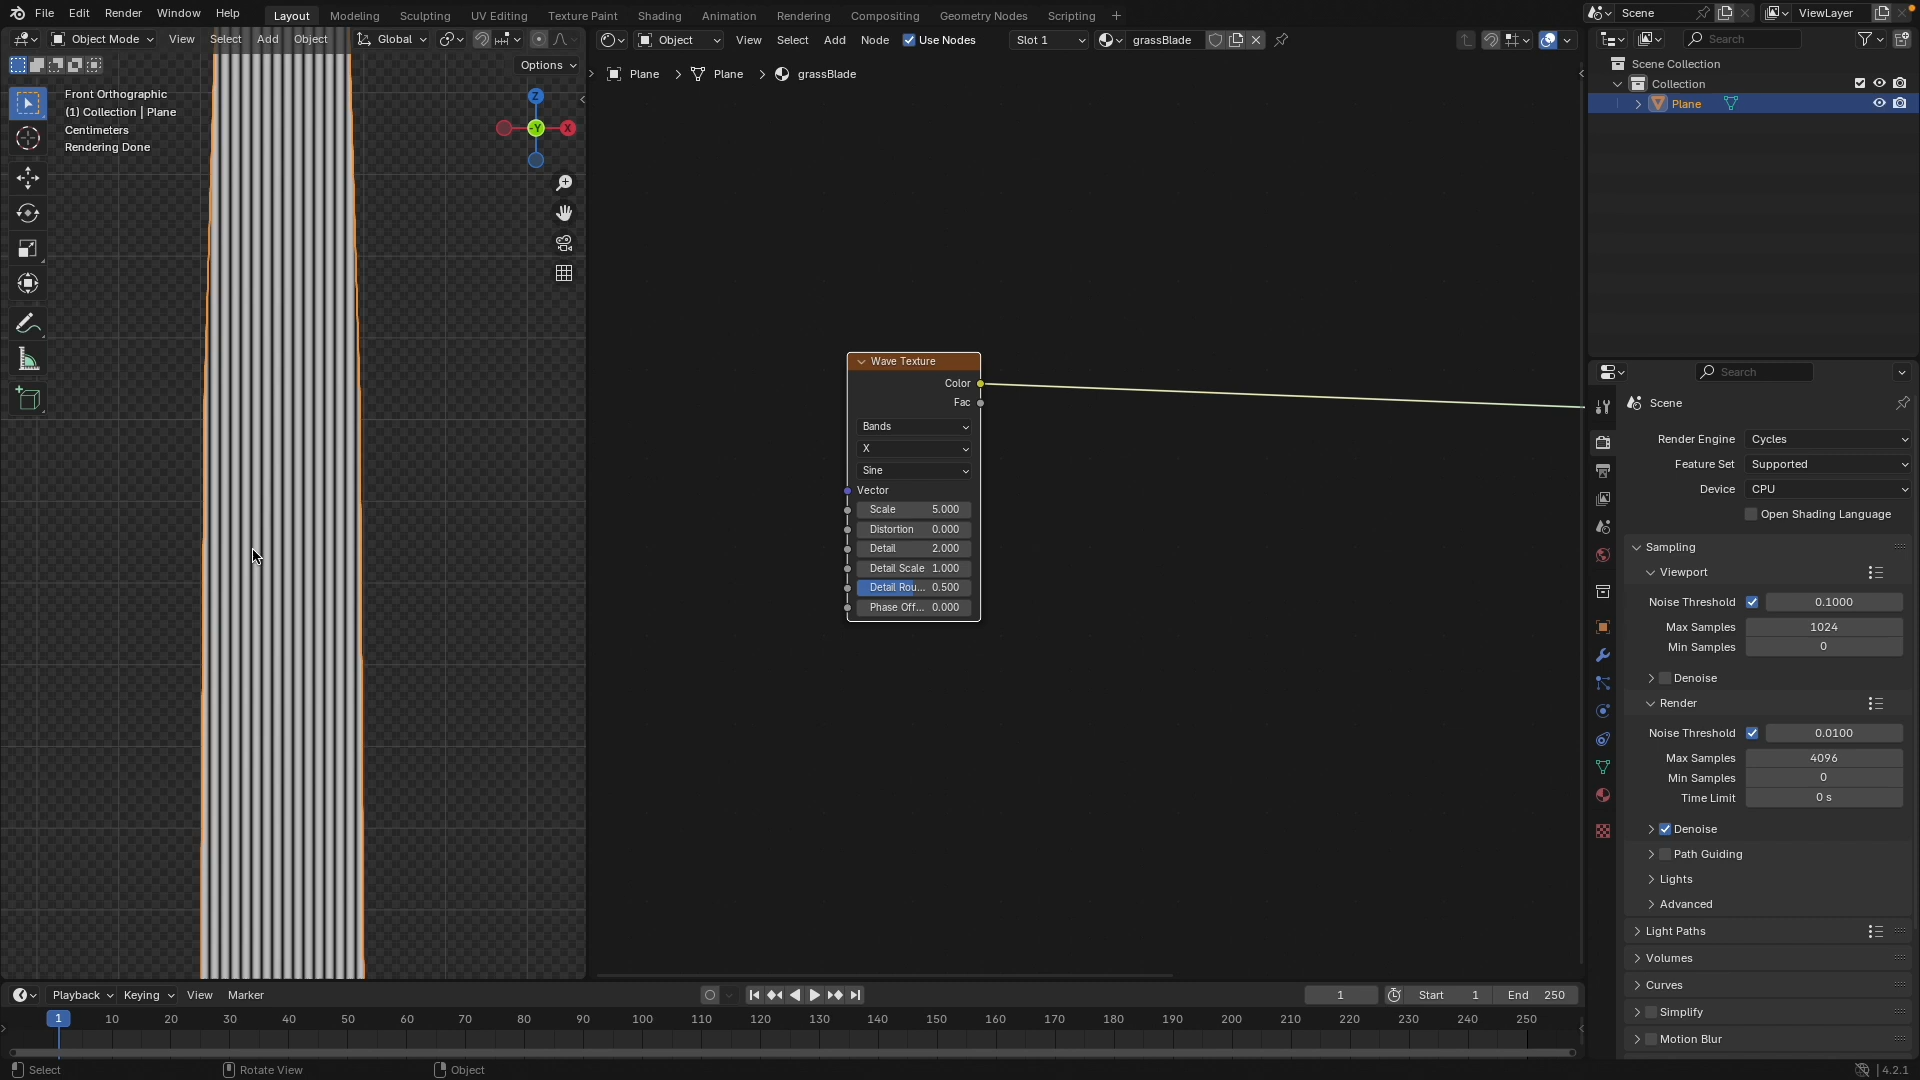 File Edit Render Window Help Layout Modeling Sculpting UV Editing Texture Paint Shading Animation Rendering Compositing Geometry Nodes Scripting Scene ViewLayer
Object Mode View Select Add Object Global
Options
Object View Select Add Node Use Nodes Slot 1 grassBlade
Plane Plane grassBlade
Front Orthographic
(1) Collection | Plane
Centimeters
Rendering Done
Z
-Y
X
Wave Texture
Color
Fac
Bands
X
Sine
Vector
Scale 5.000
Distortion 0.000
Detail 2.000
Detail Scale 1.000
Detail Rou... 0.500
Phase Off... 0.000
Search
Scene Collection
Collection
Plane
Search
Scene
Render Engine Cycles
Feature Set Supported
Device CPU
Open Shading Language
Sampling
Viewport
Noise Threshold 0.1000
Max Samples 1024
Min Samples 0
Denoise
Render
Noise Threshold 0.0100
Max Samples 4096
Min Samples 0
Time Limit 0 s
Denoise
Path Guiding
Lights
Advanced
Light Paths
Volumes
Curves
Simplify
Motion Blur
Playback Keying View Marker 1 Start 1 End 250
1 10 20 30 40 50 60 70 80 90 100 110 120 130 140 150 160 170 180 190 200 210 220 230 240 250
Select Rotate View Object 4.2.1